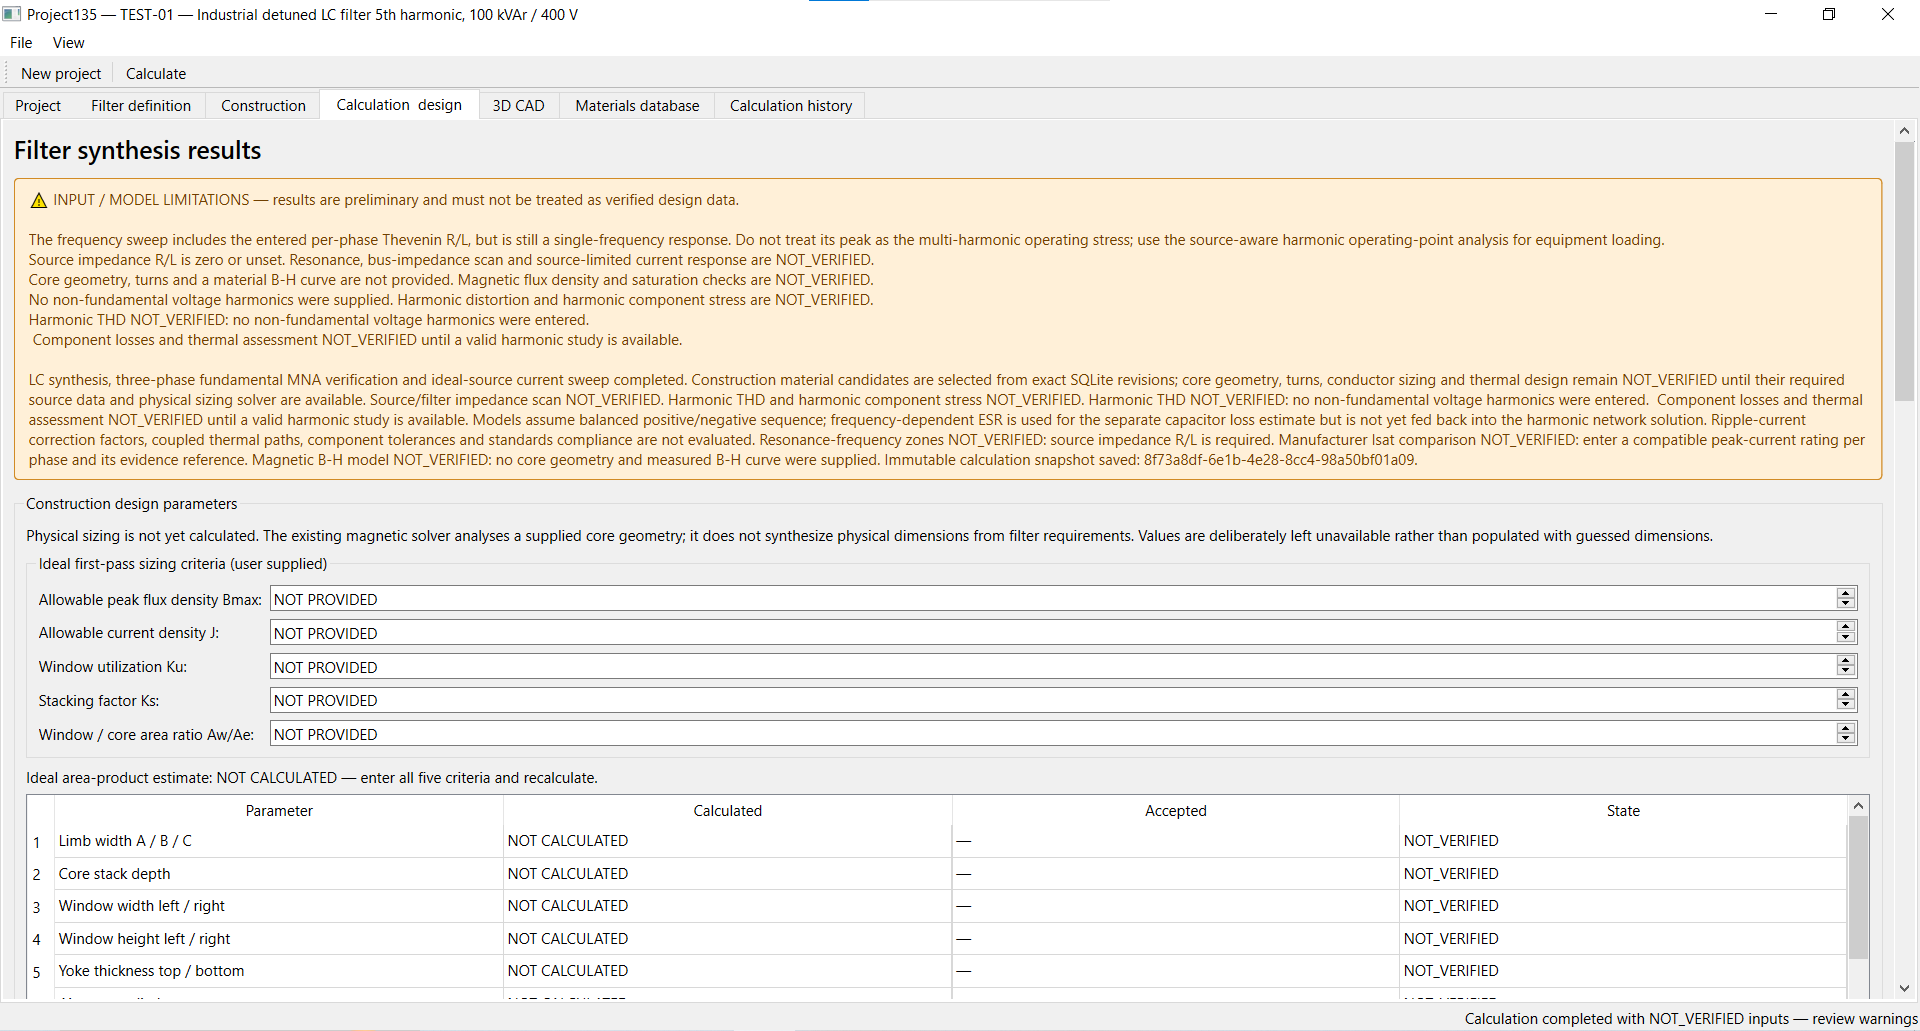 Project135 — TEST-01 — Industrial detuned LC filter 5th harmonic, 100 kVAr / 400 V
File View
New project Calculate
Project Filter definition Construction Calculation design 3D CAD Materials database Calculation history
Filter synthesis results
INPUT / MODEL LIMITATIONS — results are preliminary and must not be treated as verified design data.
The frequency sweep includes the entered per-phase Thevenin R/L, but is still a single-frequency response. Do not treat its peak as the multi-harmonic operating stress; use the source-aware harmonic operating-point analysis for equipment loading.
Source impedance R/L is zero or unset. Resonance, bus-impedance scan and source-limited current response are NOT_VERIFIED.
Core geometry, turns and a material B-H curve are not provided. Magnetic flux density and saturation checks are NOT_VERIFIED.
No non-fundamental voltage harmonics were supplied. Harmonic distortion and harmonic component stress are NOT_VERIFIED.
Harmonic THD NOT_VERIFIED: no non-fundamental voltage harmonics were entered.
Component losses and thermal assessment NOT_VERIFIED until a valid harmonic study is available.
LC synthesis, three-phase fundamental MNA verification and ideal-source current sweep completed. Construction material candidates are selected from exact SQLite revisions; core geometry, turns, conductor sizing and thermal design remain NOT_VERIFIED until their required
source data and physical sizing solver are available. Source/filter impedance scan NOT_VERIFIED. Harmonic THD and harmonic component stress NOT_VERIFIED. Harmonic THD NOT_VERIFIED: no non-fundamental voltage harmonics were entered. Component losses and thermal
assessment NOT_VERIFIED until a valid harmonic study is available. Models assume balanced positive/negative sequence; frequency-dependent ESR is used for the separate capacitor loss estimate but is not yet fed back into the harmonic network solution. Ripple-current
correction factors, coupled thermal paths, component tolerances and standards compliance are not evaluated. Resonance-frequency zones NOT_VERIFIED: source impedance R/L is required. Manufacturer Isat comparison NOT_VERIFIED: enter a compatible peak-current rating per
phase and its evidence reference. Magnetic B-H model NOT_VERIFIED: no core geometry and measured B-H curve were supplied. Immutable calculation snapshot saved: 8f73a8df-6e1b-4e28-8cc4-98a50bf01a09.
Construction design parameters
Physical sizing is not yet calculated. The existing magnetic solver analyses a supplied core geometry; it does not synthesize physical dimensions from filter requirements. Values are deliberately left unavailable rather than populated with guessed dimensions.
Ideal first-pass sizing criteria (user supplied)
Allowable peak flux density Bmax: NOT PROVIDED
Allowable current density J: NOT PROVIDED
Window utilization Ku: NOT PROVIDED
Stacking factor Ks: NOT PROVIDED
Window / core area ratio Aw/Ae: NOT PROVIDED
Ideal area-product estimate: NOT CALCULATED — enter all five criteria and recalculate.
Parameter Calculated Accepted State
1 Limb width A / B / C NOT CALCULATED — NOT_VERIFIED
2 Core stack depth NOT CALCULATED — NOT_VERIFIED
3 Window width left / right NOT CALCULATED — NOT_VERIFIED
4 Window height left / right NOT CALCULATED — NOT_VERIFIED
5 Yoke thickness top / bottom NOT CALCULATED — NOT_VERIFIED
Calculation completed with NOT_VERIFIED inputs — review warnings